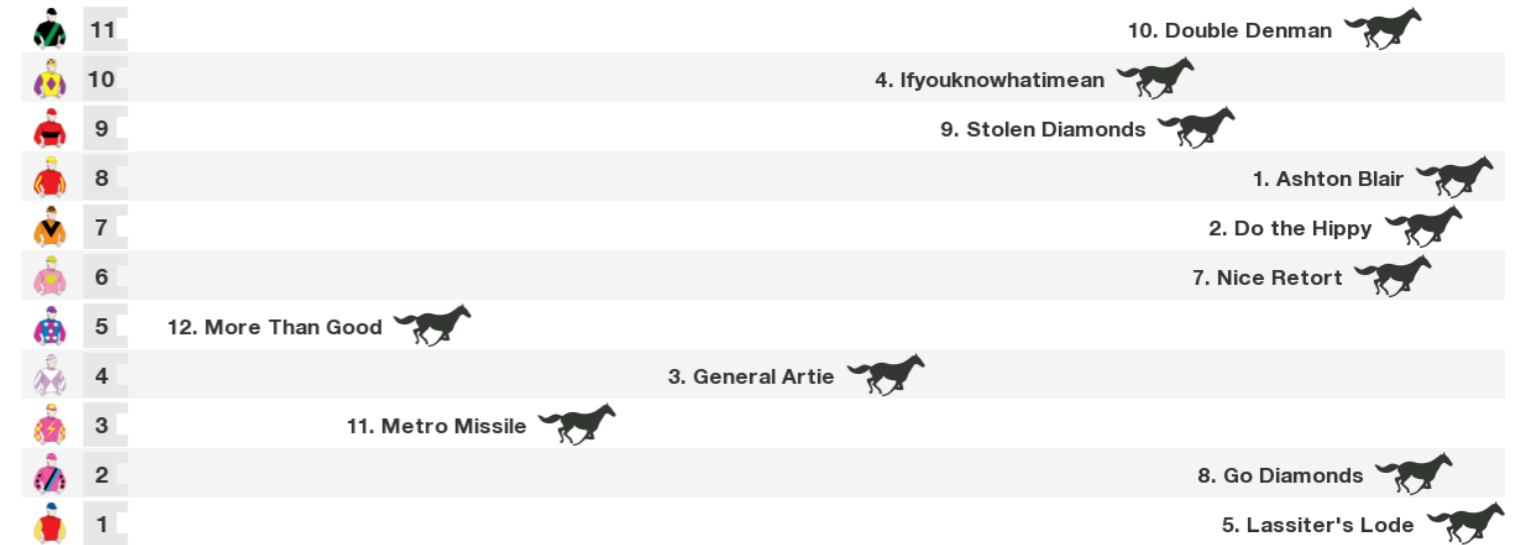 11 10. Double Denman
10 4. Ifyouknowhatimean
9 9. Stolen Diamonds
8 1. Ashton Blair
7 2. Do the Hippy
6 7. Nice Retort
5 12. More Than Good
4 3. General Artie
3 11. Metro Missile
2 8. Go Diamonds
1 5. Lassiter's Lode